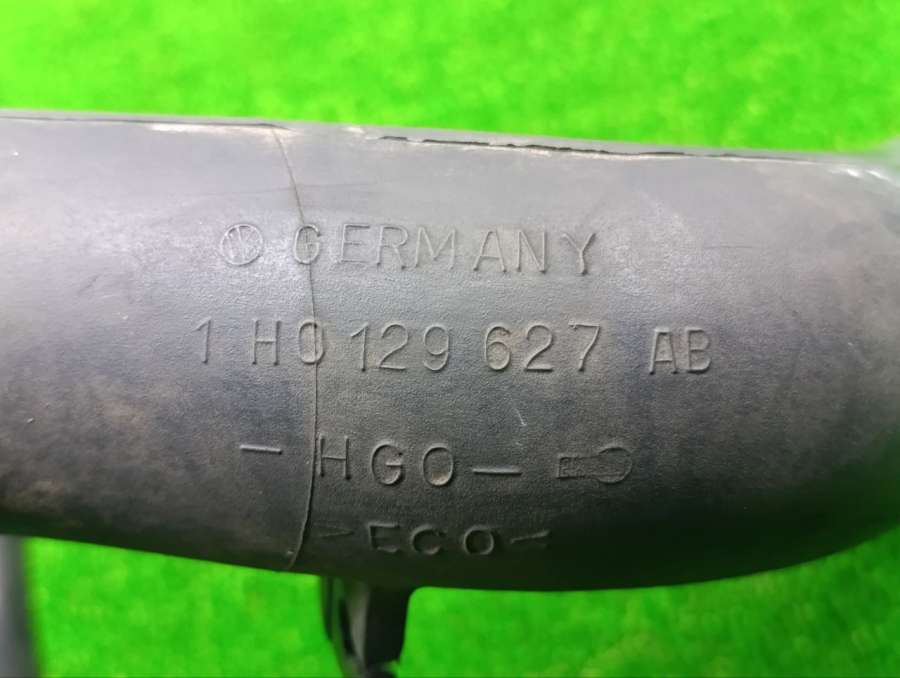 GERMANY
1 H0 129 627 AB
- HGO -
>ECO<